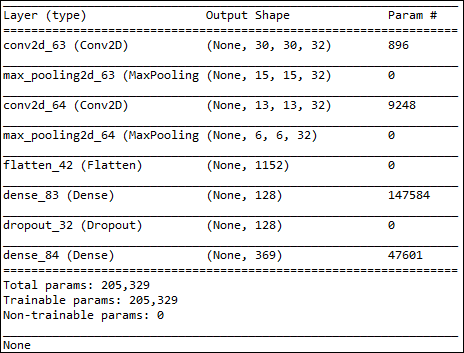 Layer (type) Output Shape Param #
=================================================================
conv2d_63 (Conv2D) (None, 30, 30, 32) 896
max_pooling2d_63 (MaxPooling (None, 15, 15, 32) 0
conv2d_64 (Conv2D) (None, 13, 13, 32) 9248
max_pooling2d_64 (MaxPooling (None, 6, 6, 32) 0
flatten_42 (Flatten) (None, 1152) 0
dense_83 (Dense) (None, 128) 147584
dropout_32 (Dropout) (None, 128) 0
dense_84 (Dense) (None, 369) 47601
=================================================================
Total params: 205,329
Trainable params: 205,329
Non-trainable params: 0
None